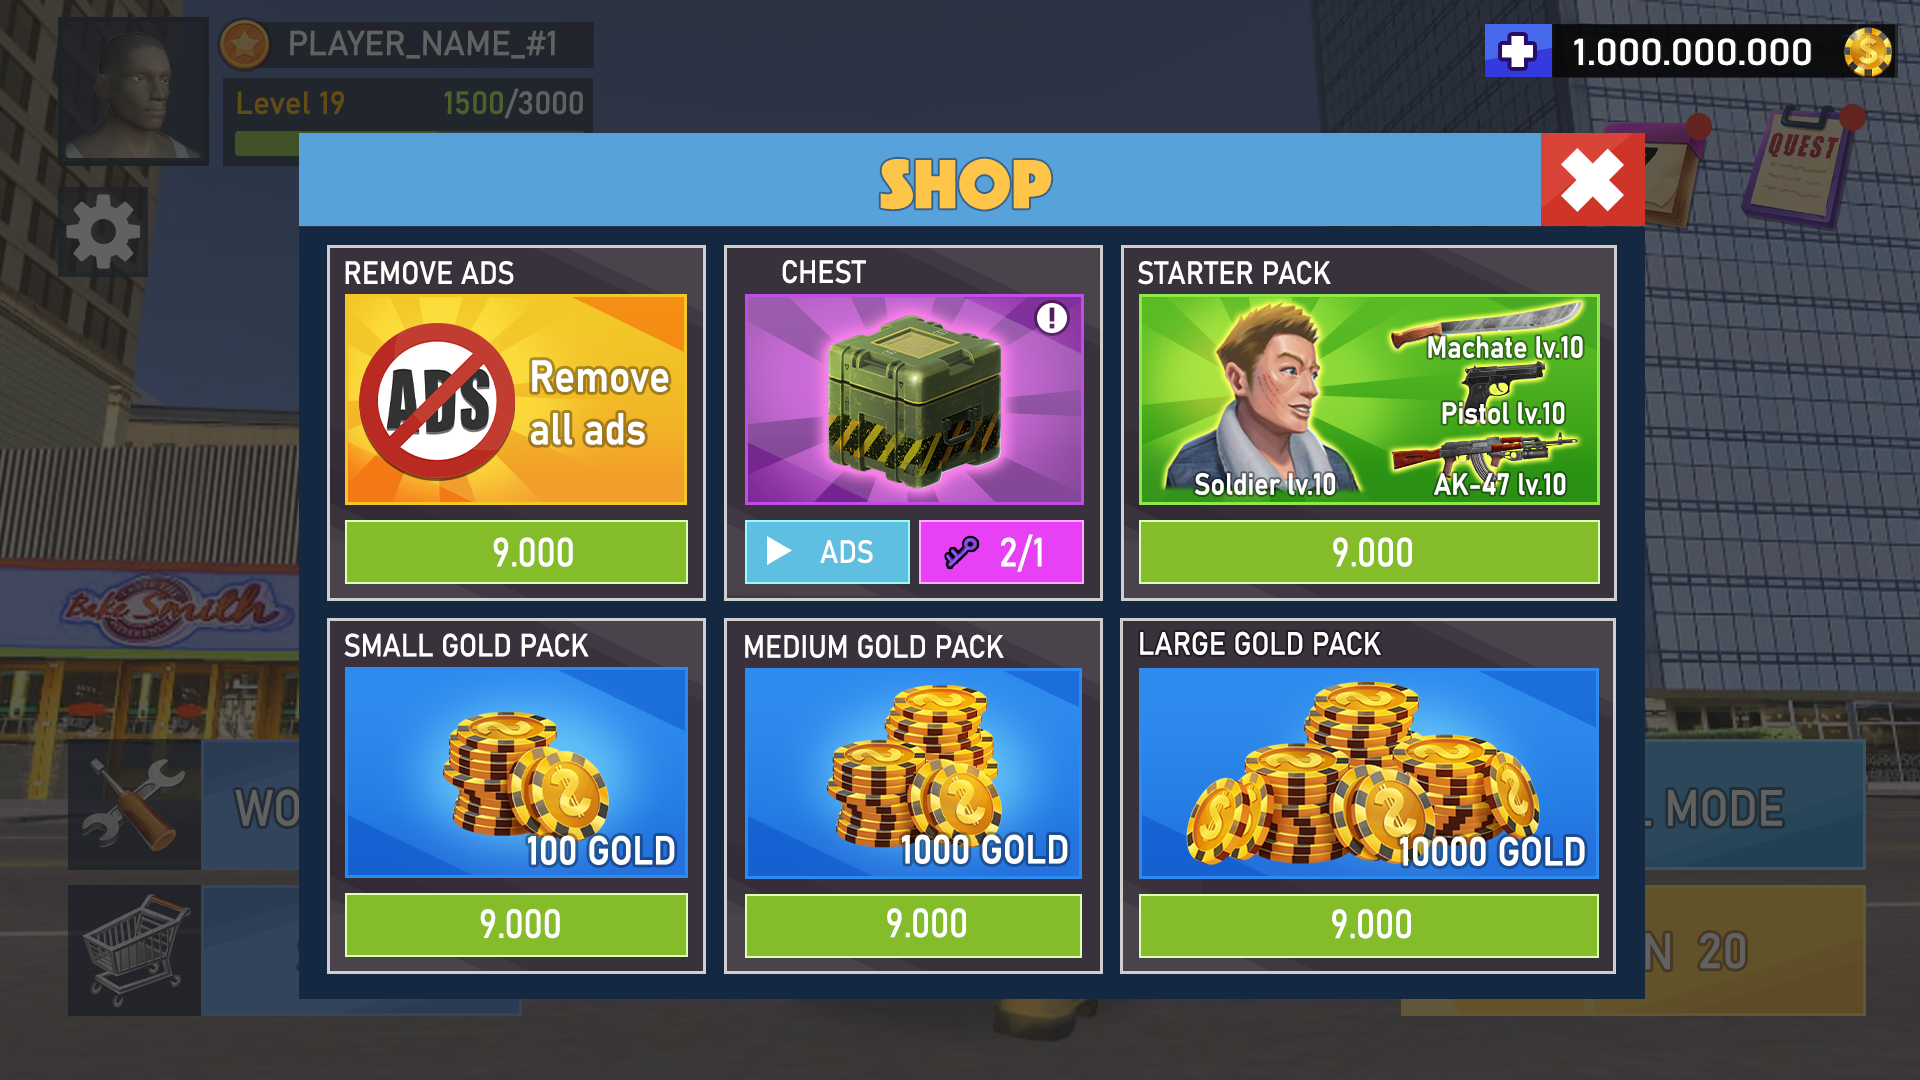 PLAYER_NAME_#1
1.000.000.000
Level 19
1500/3000
QUEST
SHOP
REMOVE ADS
ADS
Remove
all ads
9.000
CHEST
!
ADS
2/1
STARTER PACK
Machate lv.10
Pistol lv.10
Soldier lv.10
AK-47 lv.10
9.000
Bake Smith
SMALL GOLD PACK
100 GOLD
9.000
MEDIUM GOLD PACK
1000 GOLD
9.000
LARGE GOLD PACK
10000 GOLD
9.000
WO
MODE
N 20